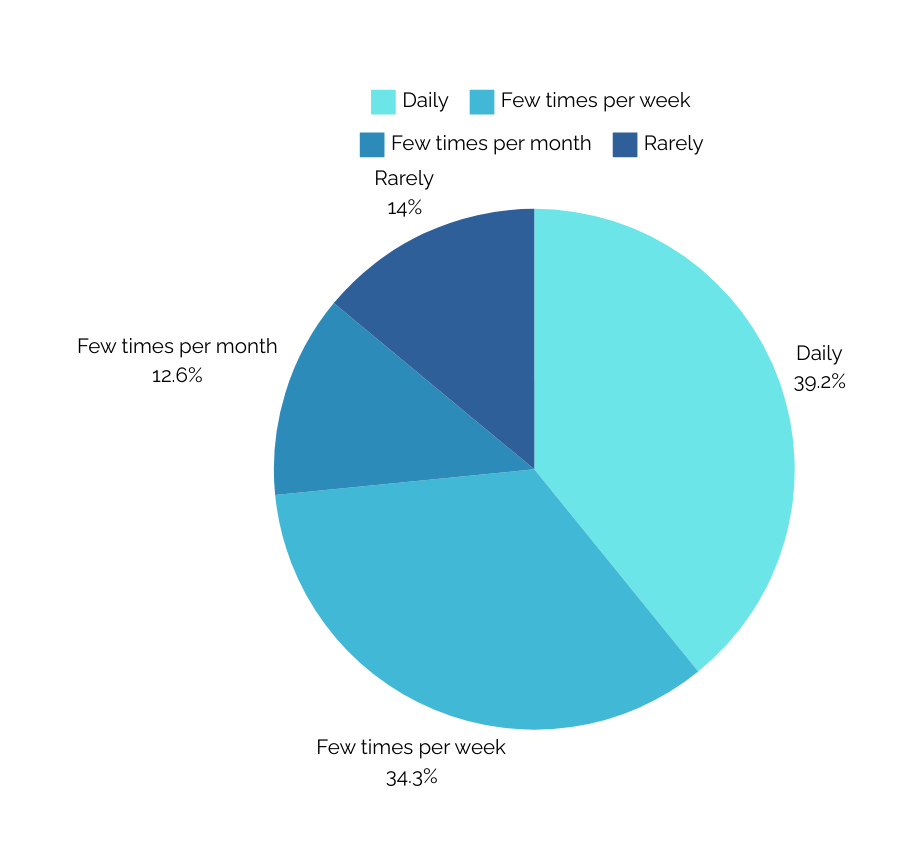 Daily Few times per week
Few times per month Rarely
Rarely
14%
Few times per month
12.6%
Daily
39.2%
Few times per week
34.3%